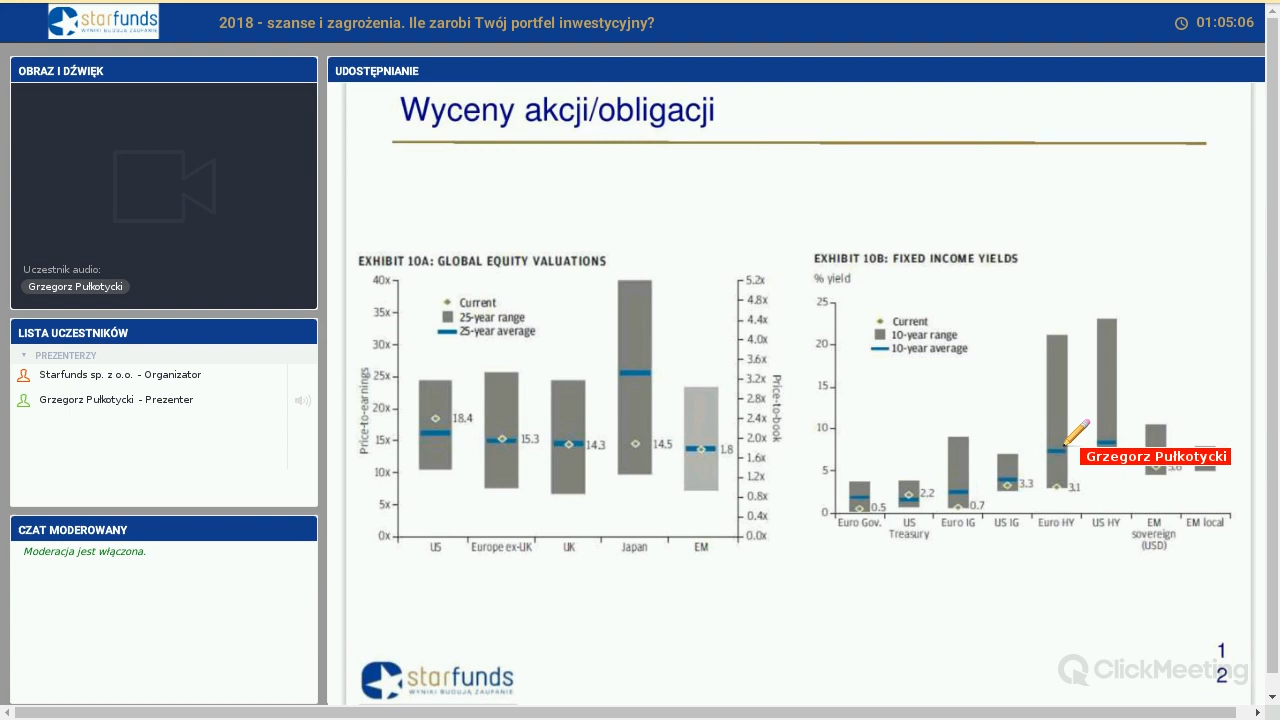 starfunds
WYNIKI BUDUJĄ ZAUFANIE
2018 - szanse i zagrożenia. Ile zarobi Twój portfel inwestycyjny?
01:05:06
OBRAZ I DŹWIĘK
Uczestnik audio:
Grzegorz Pułkotycki
LISTA UCZESTNIKÓW
PREZENTERZY
Starfunds sp. z o.o. - Organizator
Grzegorz Pułkotycki - Prezenter
CZAT MODEROWANY
Moderacja jest włączona.
UDOSTĘPNIANIE
Wyceny akcji/obligacji
EXHIBIT 10A: GLOBAL EQUITY VALUATIONS
40x
35x
30x
25x
20x
15x
10x
5x
0x
Price-to-earnings
Current
25-year range
25-year average
18.4
15.3
14.3
14.5
1.8
5.2x
4.8x
4.4x
4.0x
3.6x
3.2x
2.8x
2.4x
2.0x
1.6x
1.2x
0.8x
0.4x
0.0x
Price-to-book
US
Europe ex-UK
UK
Japan
EM
EXHIBIT 10B: FIXED INCOME YIELDS
% yield
25
20
15
10
5
0
Current
10-year range
10-year average
0.5
2.2
0.7
3.3
3.1
5.6
Grzegorz Pułkotycki
Euro Gov.
US
Treasury
Euro IG
US IG
Euro HY
US HY
EM
sovereign
(USD)
EM local
starfunds
WYNIKI BUDUJĄ ZAUFANIE
1
2
ClickMeeting